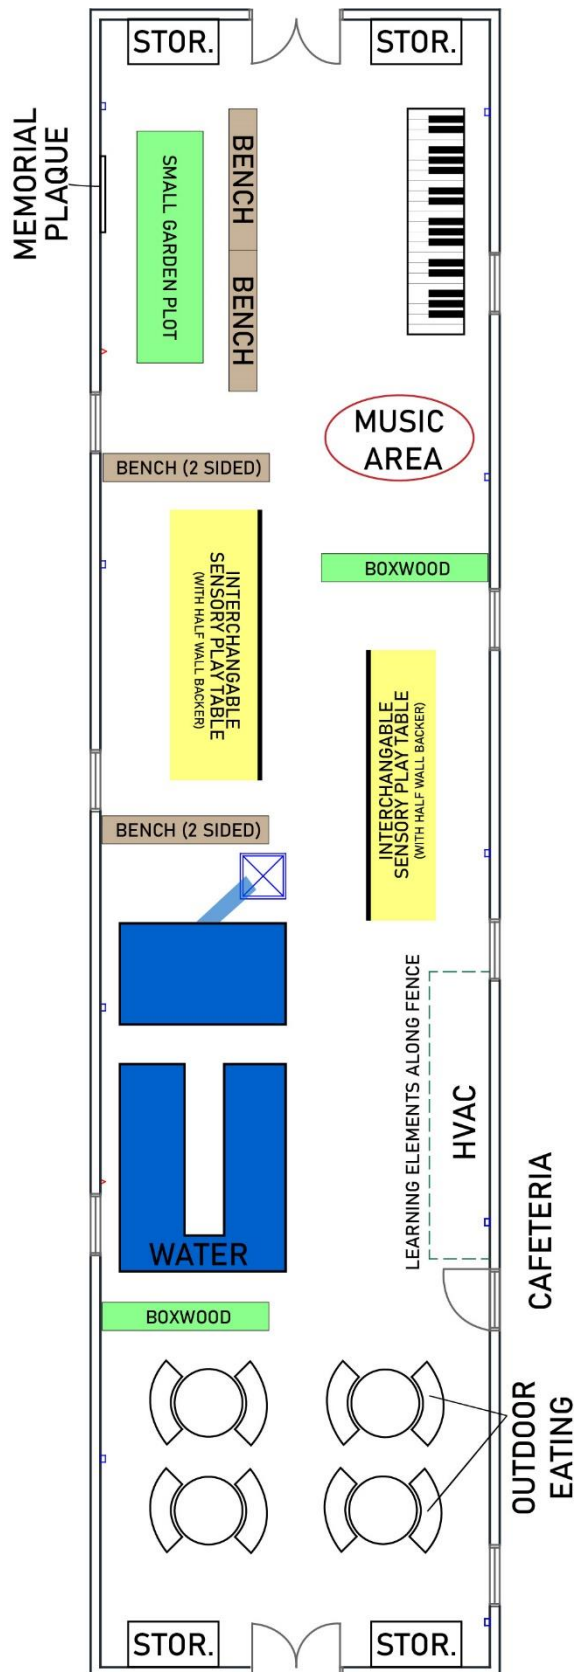 STOR.
STOR.
MEMORIAL
PLAQUE
SMALL GARDEN PLOT
BENCH
BENCH
MUSIC
AREA
BENCH (2 SIDED)
INTERCHANGABLE
SENSORY PLAY TABLE
(WITH HALF WALL BACKER)
BOXWOOD
INTERCHANGABLE
SENSORY PLAY TABLE
(WITH HALF WALL BACKER)
BENCH (2 SIDED)
LEARNING ELEMENTS ALONG FENCE
HVAC
CAFETERIA
WATER
BOXWOOD
OUTDOOR
EATING
STOR.
STOR.